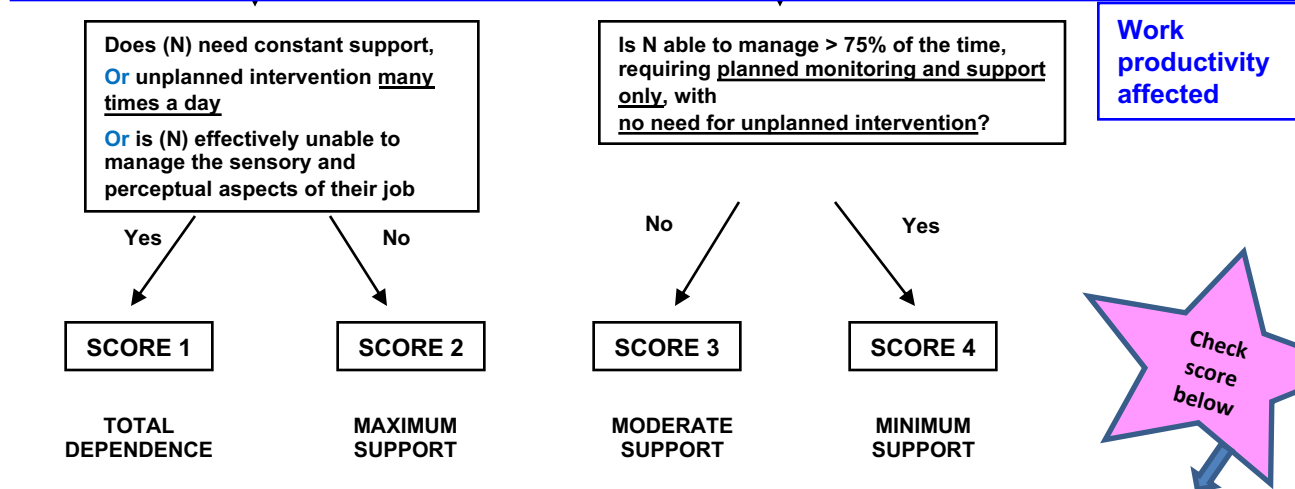 Does (N) need constant support,
Or unplanned intervention many
times a day
Or is (N) effectively unable to
manage the sensory and
perceptual aspects of their job
Is N able to manage > 75% of the time,
requiring planned monitoring and support
only, with
no need for unplanned intervention?
Work
productivity
affected
Yes
No
No
Yes
SCORE 1
SCORE 2
SCORE 3
SCORE 4
Check
score
below
TOTAL
DEPENDENCE
MAXIMUM
SUPPORT
MODERATE
SUPPORT
MINIMUM
SUPPORT